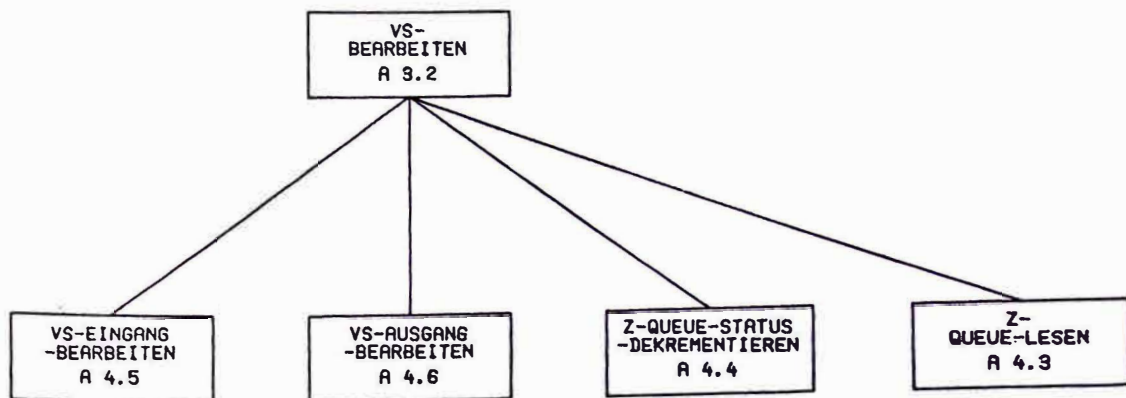 VS-
BEARBEITEN
A 3.2
VS-EINGANG
-BEARBEITEN
A 4.5
VS-AUSGANG
-BEARBEITEN
A 4.6
Z-QUEUE-STATUS
-DEKREMENTIEREN
A 4.4
Z-
QUEUE-LESEN
A 4.3